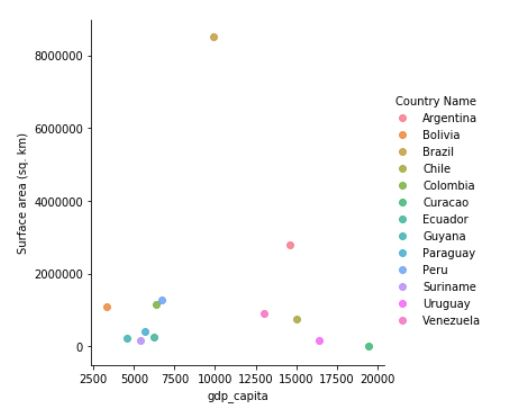 8000000
6000000
4000000
2000000
0
Surface area (sq. km)
2500 5000 7500 10000 12500 15000 17500 20000
gdp_capita
Country Name
Argentina
Bolivia
Brazil
Chile
Colombia
Curacao
Ecuador
Guyana
Paraguay
Peru
Suriname
Uruguay
Venezuela